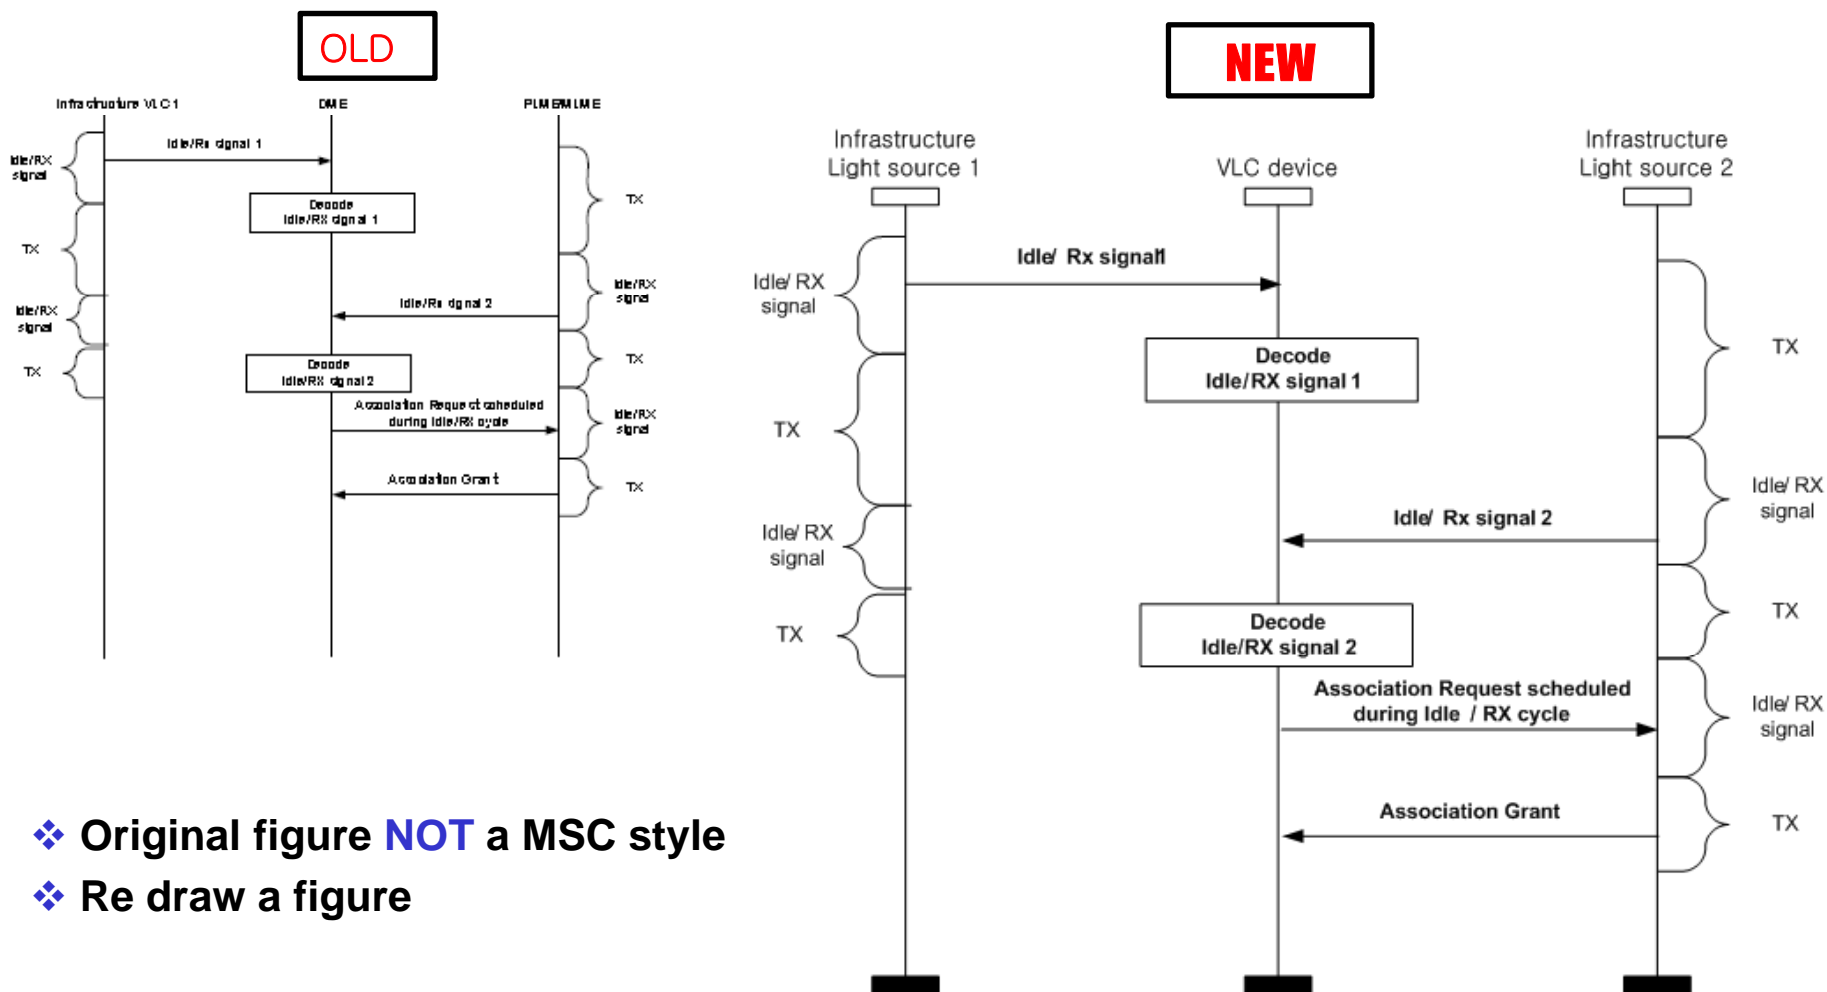 OLD
Infrastructure VLC 1
DME
PLME/MLME
Idle/Rx signal 1
Idle/RX
signal
TX
Decode
Idle/RX signal 1
TX
Idle/RX
signal
Idle/Rx signal 2
Idle/RX
signal
TX
Decode
Idle/RX signal 2
TX
Association Request scheduled
during Idle/RX cycle
Idle/RX
signal
Association Grant
TX
NEW
Infrastructure
Light source 1
VLC device
Infrastructure
Light source 2
Idle/ Rx signal1
Idle/ RX
signal
TX
Decode
Idle/RX signal 1
TX
Idle/ RX
signal
Idle/ Rx signal 2
Idle/ RX
signal
TX
Decode
Idle/RX signal 2
TX
Association Request scheduled
during Idle / RX cycle
Idle/ RX
signal
Association Grant
TX
Original figure NOT a MSC style
Re draw a figure